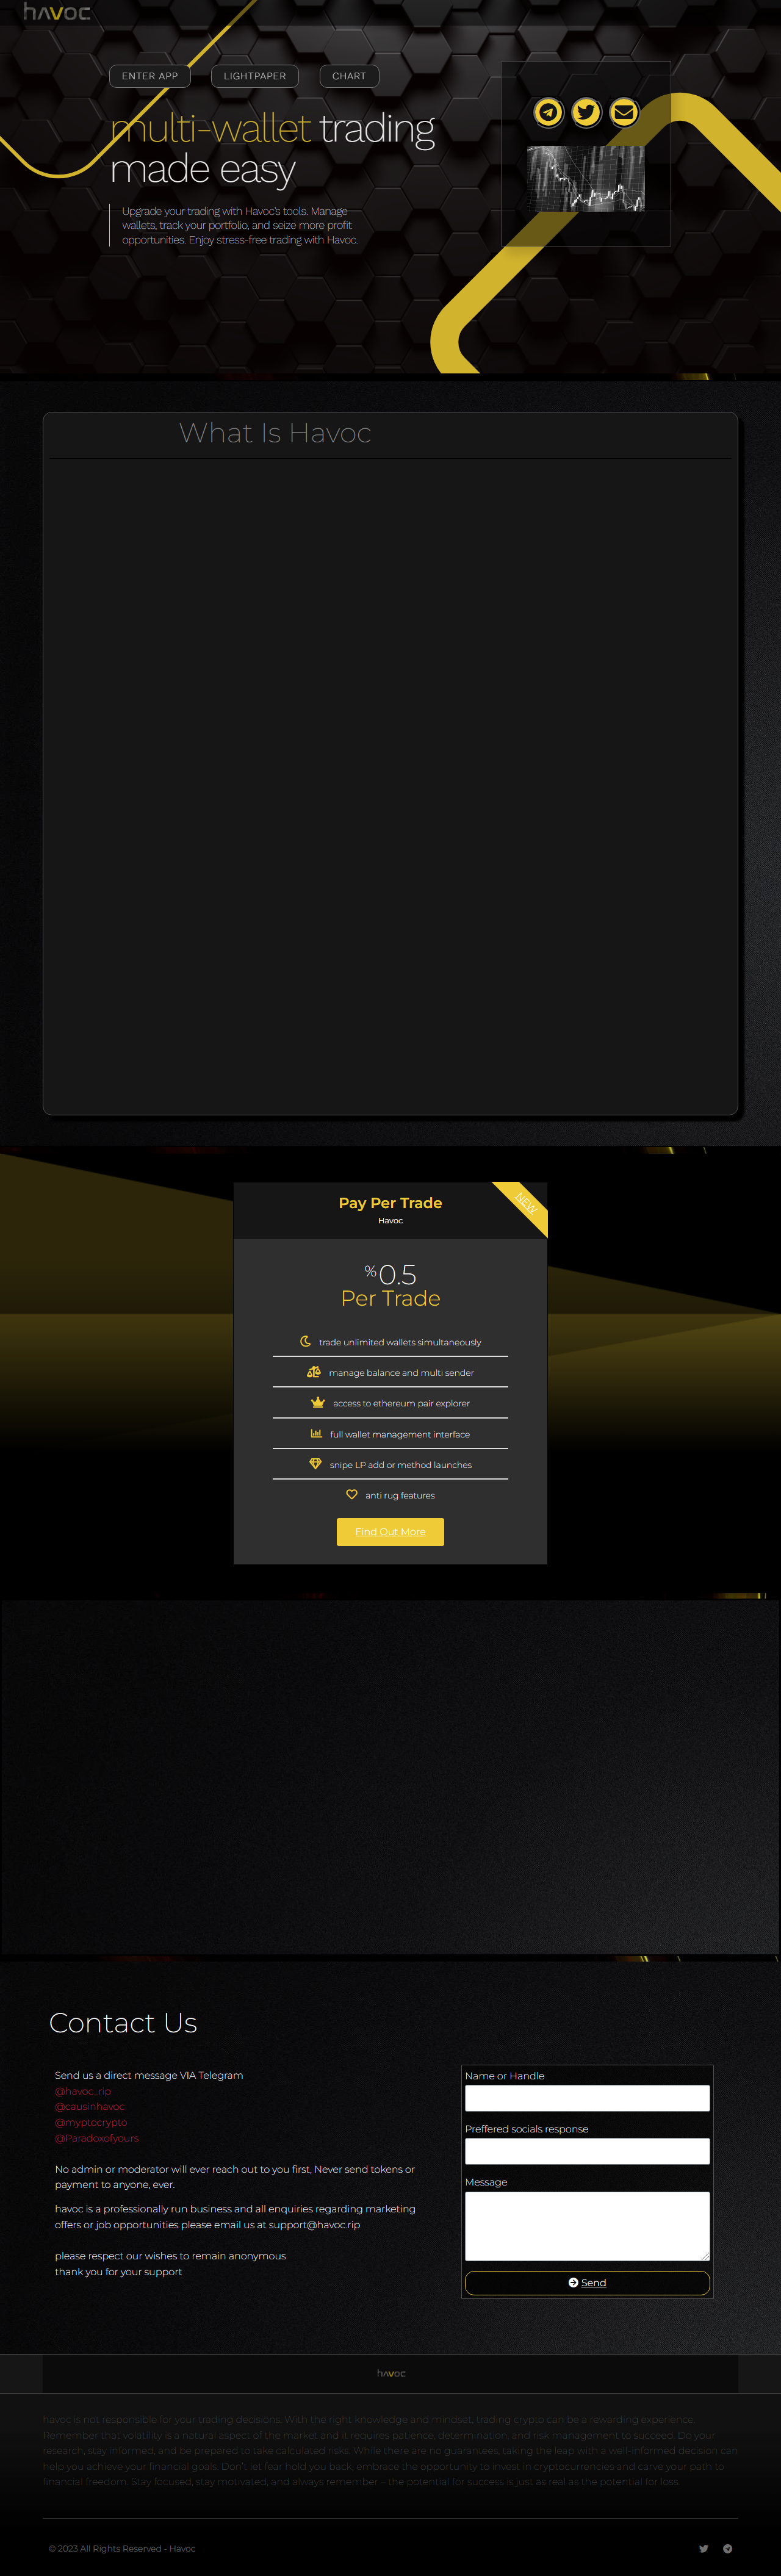 havoc
ENTER APP
LIGHTPAPER
CHART
multi-wallet trading
made easy
Upgrade your trading with Havoc's tools. Manage
wallets, track your portfolio, and seize more profit
opportunities. Enjoy stress-free trading with Havoc.
What Is Havoc
NEW
Pay Per Trade
Havoc
%0.5
Per Trade
trade unlimited wallets simultaneously
manage balance and multi sender
access to ethereum pair explorer
full wallet management interface
snipe LP add or method launches
anti rug features
Find Out More
Contact Us
Send us a direct message VIA Telegram
@havoc_rip
@causinhavoc
@myptocrypto
@Paradoxofyours
No admin or moderator will ever reach out to you first, Never send tokens or
payment to anyone, ever.
havoc is a professionally run business and all enquiries regarding marketing
offers or job opportunities please email us at support@havoc.rip
please respect our wishes to remain anonymous
thank you for your support
Name or Handle
Preffered socials response
Message
Send
havoc
havoc is not responsible for your trading decisions. With the right knowledge and mindset, trading crypto can be a rewarding experience.
Remember that volatility is a natural aspect of the market and it requires patience, determination, and risk management to succeed. Do your
research, stay informed, and be prepared to take calculated risks. While there are no guarantees, taking the leap with a well-informed decision can
help you achieve your financial goals. Don't let fear hold you back, embrace the opportunity to invest in cryptocurrencies and carve your path to
financial freedom. Stay focused, stay motivated, and always remember – the potential for success is just as real as the potential for loss.
© 2023 All Rights Reserved - Havoc